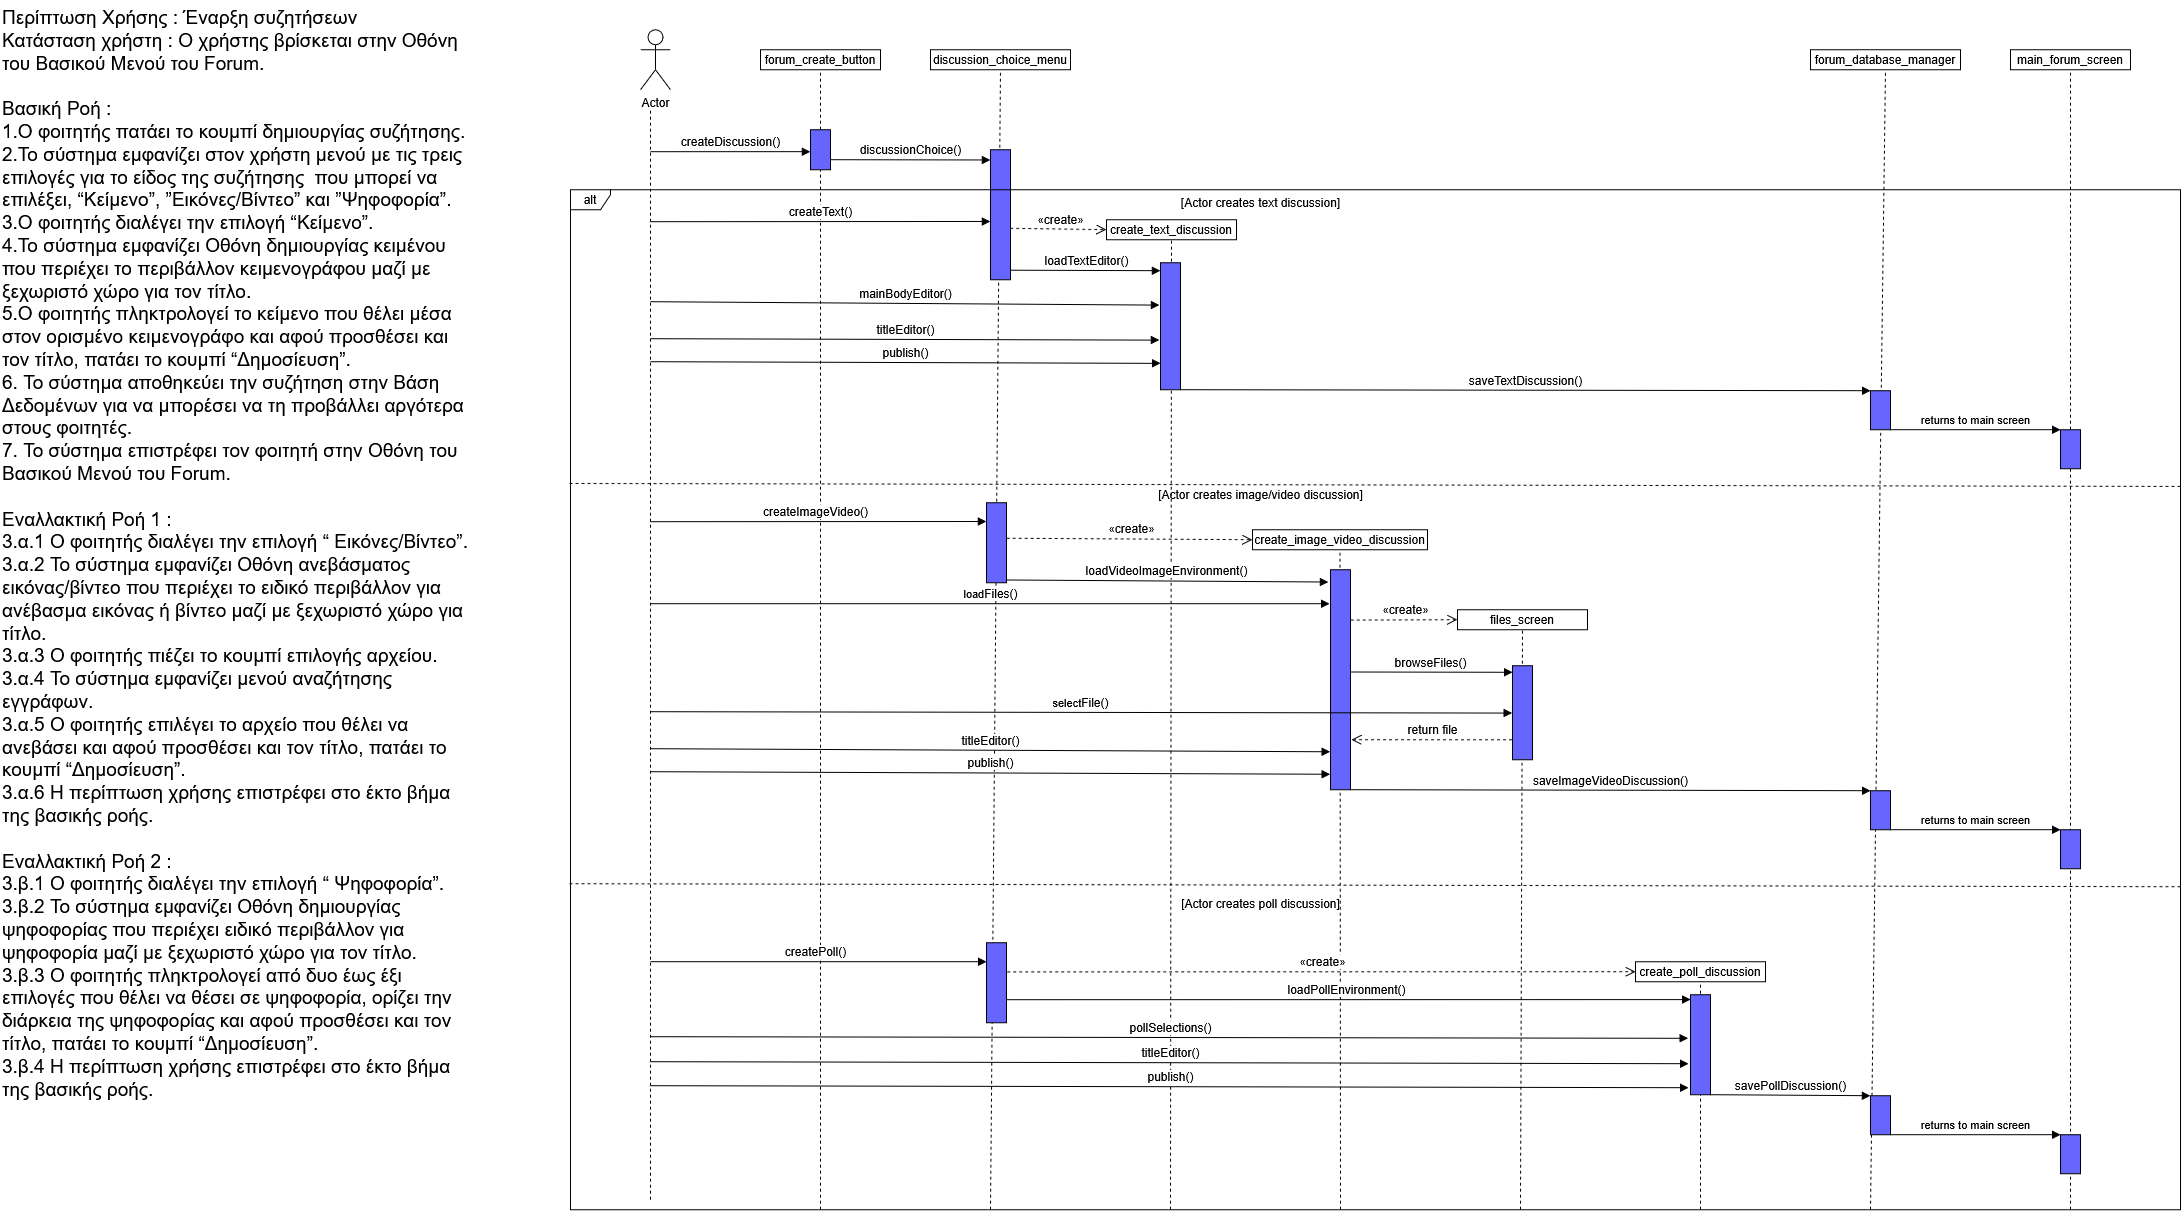 Περίπτωση Χρήσης : Έναρξη συζητήσεων
Κατάσταση χρήστη : Ο χρήστης βρίσκεται στην Οθόνη
του Βασικού Μενού του Forum.
Βασική Ροή :
1.Ο φοιτητής πατάει το κουμπί δημιουργίας συζήτησης.
2.Το σύστημα εμφανίζει στον χρήστη μενού με τις τρεις
επιλογές για το είδος της συζήτησης  που μπορεί να
επιλέξει, “Κείμενο”, ”Εικόνες/Βίντεο” και ”Ψηφοφορία”.
3.Ο φοιτητής διαλέγει την επιλογή “Κείμενο”.
4.Το σύστημα εμφανίζει Οθόνη δημιουργίας κειμένου
που περιέχει το περιβάλλον κειμενογράφου μαζί με
ξεχωριστό χώρο για τον τίτλο.
5.Ο φοιτητής πληκτρολογεί το κείμενο που θέλει μέσα
στον ορισμένο κειμενογράφο και αφού προσθέσει και
τον τίτλο, πατάει το κουμπί “Δημοσίευση”.
6. Το σύστημα αποθηκεύει την συζήτηση στην Βάση
Δεδομένων για να μπορέσει να τη προβάλλει αργότερα
στους φοιτητές.
7. Το σύστημα επιστρέφει τον φοιτητή στην Οθόνη του
Βασικού Μενού του Forum.
Εναλλακτική Ροή 1 :
3.α.1 Ο φοιτητής διαλέγει την επιλογή “ Εικόνες/Βίντεο”.
3.α.2 Το σύστημα εμφανίζει Οθόνη ανεβάσματος
εικόνας/βίντεο που περιέχει το ειδικό περιβάλλον για
ανέβασμα εικόνας ή βίντεο μαζί με ξεχωριστό χώρο για
τίτλο.
3.α.3 Ο φοιτητής πιέζει το κουμπί επιλογής αρχείου.
3.α.4 Το σύστημα εμφανίζει μενού αναζήτησης
εγγράφων.
3.α.5 Ο φοιτητής επιλέγει το αρχείο που θέλει να
ανεβάσει και αφού προσθέσει και τον τίτλο, πατάει το
κουμπί “Δημοσίευση”.
3.α.6 Η περίπτωση χρήσης επιστρέφει στο έκτο βήμα
της βασικής ροής.
Εναλλακτική Ροή 2 :
3.β.1 Ο φοιτητής διαλέγει την επιλογή “ Ψηφοφορία”.
3.β.2 Το σύστημα εμφανίζει Οθόνη δημιουργίας
ψηφοφορίας που περιέχει ειδικό περιβάλλον για
ψηφοφορία μαζί με ξεχωριστό χώρο για τον τίτλο.
3.β.3 Ο φοιτητής πληκτρολογεί από δυο έως έξι
επιλογές που θέλει να θέσει σε ψηφοφορία, ορίζει την
διάρκεια της ψηφοφορίας και αφού προσθέσει και τον
τίτλο, πατάει το κουμπί “Δημοσίευση”.
3.β.4 Η περίπτωση χρήσης επιστρέφει στο έκτο βήμα
της βασικής ροής.
Actor
forum_create_button
discussion_choice_menu
forum_database_manager
main_forum_screen
createDiscussion()
discussionChoice()
alt
[Actor creates text discussion]
createText()
«create»
create_text_discussion
loadTextEditor()
mainBodyEditor()
titleEditor()
publish()
saveTextDiscussion()
returns to main screen
[Actor creates image/video discussion]
createImageVideo()
«create»
create_image_video_discussion
loadVideoImageEnvironment()
loadFiles()
«create»
files_screen
browseFiles()
selectFile()
return file
titleEditor()
publish()
saveImageVideoDiscussion()
returns to main screen
[Actor creates poll discussion]
createPoll()
«create»
create_poll_discussion
loadPollEnvironment()
pollSelections()
titleEditor()
publish()
savePollDiscussion()
returns to main screen